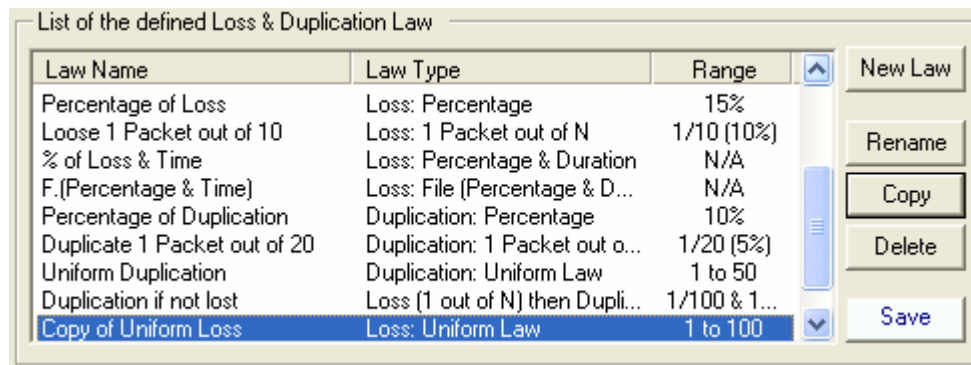 List of the defined Loss & Duplication Law
Law Name Law Type Range
Percentage of Loss Loss: Percentage 15%
Loose 1 Packet out of 10 Loss: 1 Packet out of N 1/10 (10%)
% of Loss & Time Loss: Percentage & Duration N/A
F.(Percentage & Time) Loss: File (Percentage & D... N/A
Percentage of Duplication Duplication: Percentage 10%
Duplicate 1 Packet out of 20 Duplication: 1 Packet out o... 1/20 (5%)
Uniform Duplication Duplication: Uniform Law 1 to 50
Duplication if not lost Loss (1 out of N) then Dupli... 1/100 & 1...
Copy of Uniform Loss Loss: Uniform Law 1 to 100
New Law
Rename
Copy
Delete
Save